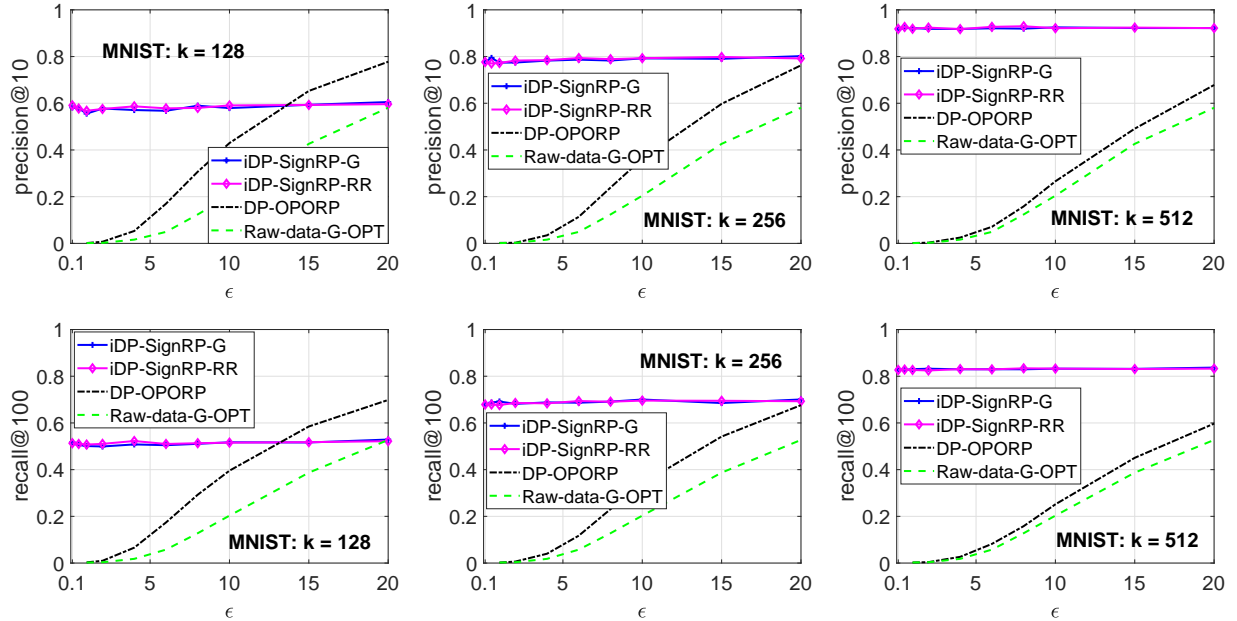 1
0.8
0.6
0.4
0.2
0
precision@10
MNIST: k = 128
iDP-SignRP-G
iDP-SignRP-RR
DP-OPORP
Raw-data-G-OPT
0.1 5 10 15 20
ϵ
1
0.8
0.6
0.4
0.2
0
precision@10
iDP-SignRP-G
iDP-SignRP-RR
DP-OPORP
Raw-data-G-OPT
MNIST: k = 256
0.1 5 10 15 20
ϵ
1
0.8
0.6
0.4
0.2
0
precision@10
iDP-SignRP-G
iDP-SignRP-RR
DP-OPORP
Raw-data-G-OPT
MNIST: k = 512
0.1 5 10 15 20
ϵ
1
0.8
0.6
0.4
0.2
0
recall@100
iDP-SignRP-G
iDP-SignRP-RR
DP-OPORP
Raw-data-G-OPT
MNIST: k = 128
0.1 5 10 15 20
ϵ
1
0.8
0.6
0.4
0.2
0
recall@100
MNIST: k = 256
iDP-SignRP-G
iDP-SignRP-RR
DP-OPORP
Raw-data-G-OPT
0.1 5 10 15 20
ϵ
1
0.8
0.6
0.4
0.2
0
recall@100
iDP-SignRP-G
iDP-SignRP-RR
DP-OPORP
Raw-data-G-OPT
MNIST: k = 512
0.1 5 10 15 20
ϵ